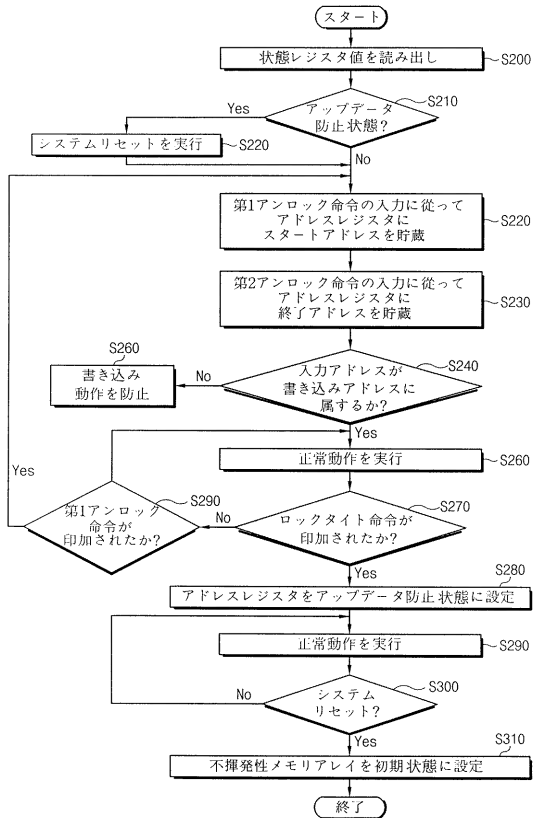 スタート
状態レジスタ値を読み出し
S200
アップデータ
防止状態?
S210
Yes
システムリセットを実行
S220
No
第1アンロック命令の入力に従って
アドレスレジスタに
スタートアドレスを貯蔵
S220
第2アンロック命令の入力に従って
アドレスレジスタに
終了アドレスを貯蔵
S230
S260
書き込み
動作を防止
No
入力アドレスが
書き込みアドレスに
属するか?
S240
Yes
正常動作を実行
S260
Yes
第1アンロック
命令が
印加されたか?
S290
No
ロックタイト命令が
印加されたか?
S270
Yes
S280
アドレスレジスタをアップデータ防止状態に設定
正常動作を実行
S290
No
システム
リセット?
S300
Yes
S310
不揮発性メモリアレイを初期状態に設定
終了